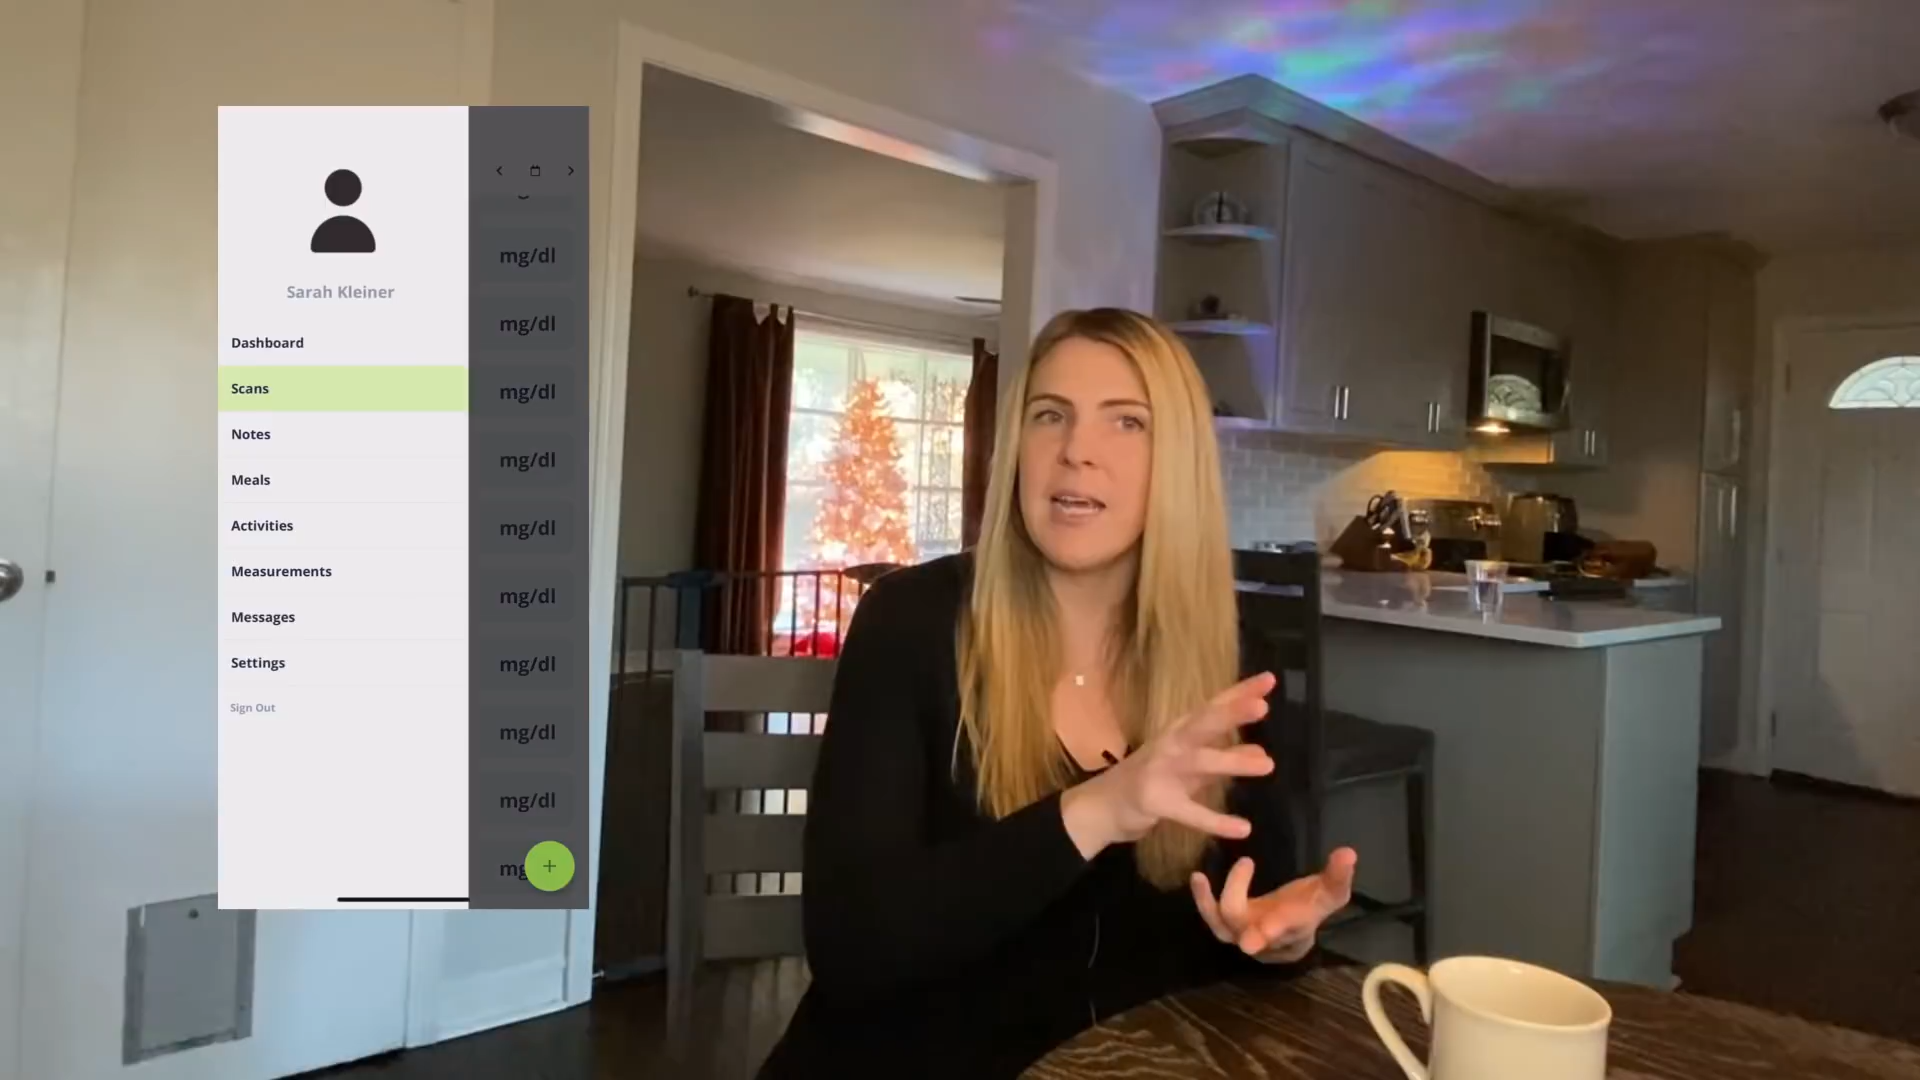 Sarah Kleiner
Dashboard
Scans
Notes
Meals
Activities
Measurements
Messages
Settings
Sign Out
mg/dl
mg/dl
mg/dl
mg/dl
mg/dl
mg/dl
mg/dl
mg/dl
mg/dl